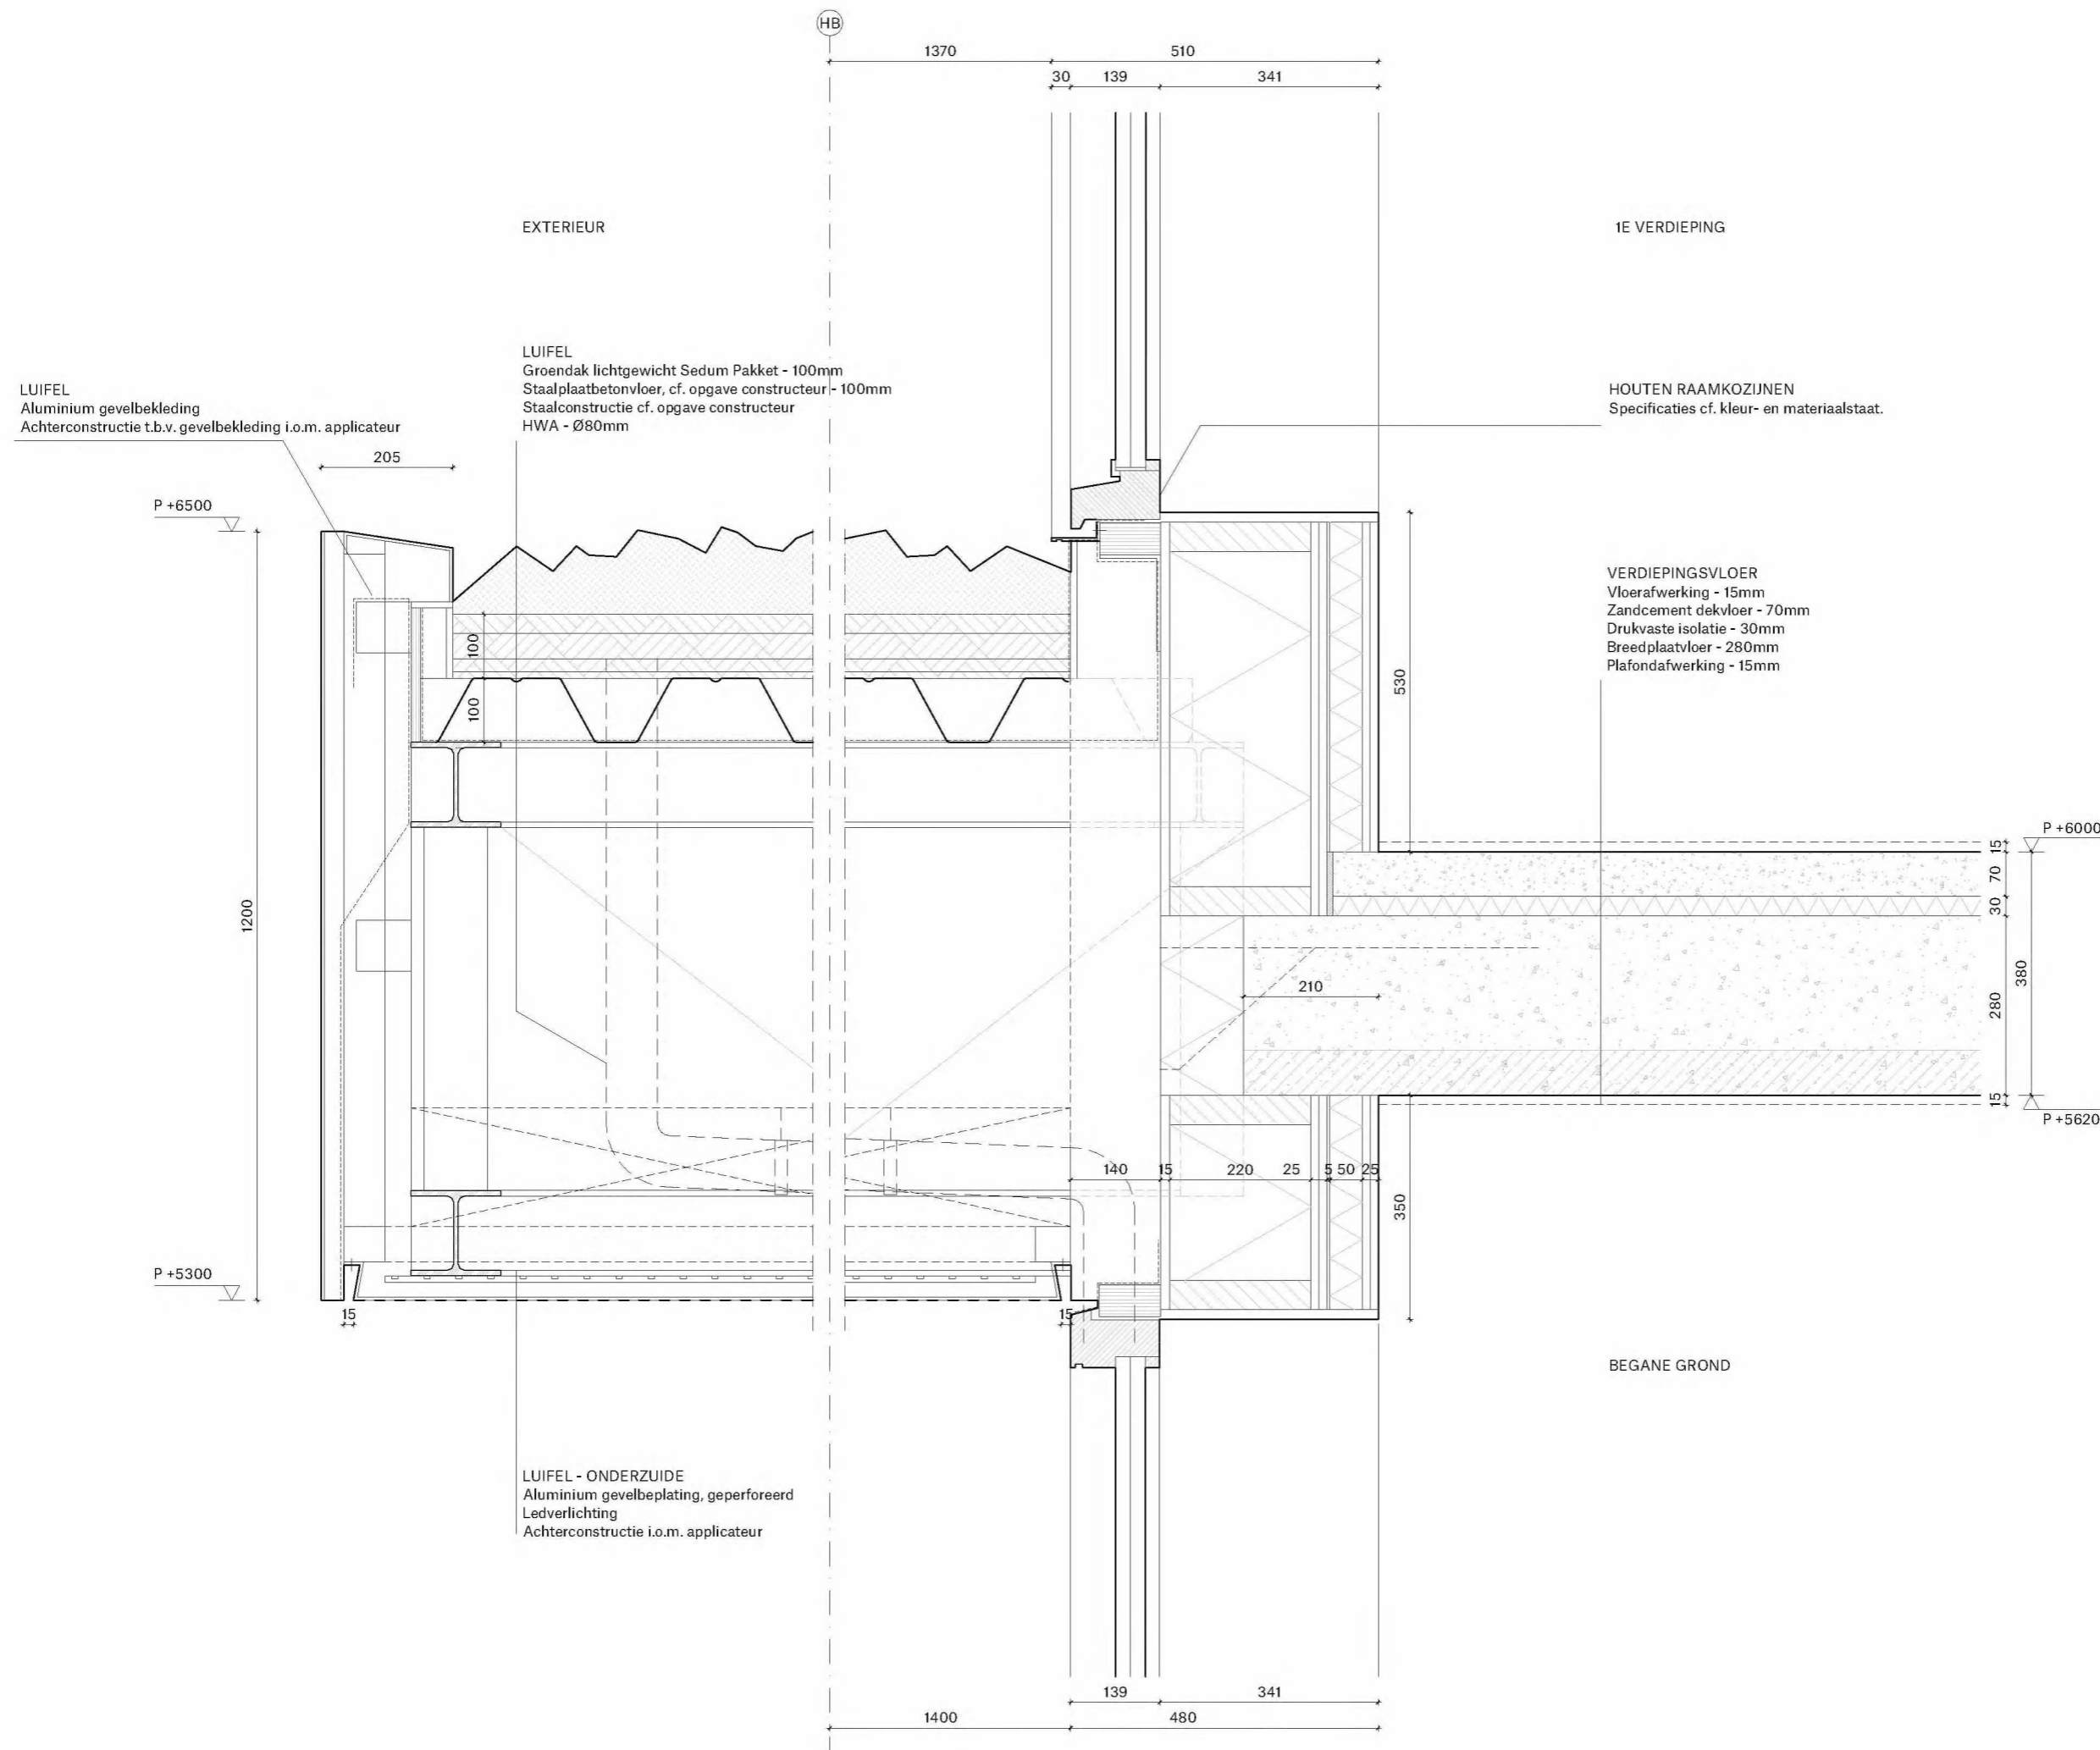 HB
1370
510
30
139
341
EXTERIEUR
1E VERDIEPING
LUIFEL
Aluminium gevelbekleding
Achterconstructie t.b.v. gevelbekleding i.o.m. applicateur
LUIFEL
Groendak lichtgewicht Sedum Pakket - 100mm
Staalplaatbetonvloer, cf. opgave constructeur - 100mm
Staalconstructie cf. opgave constructeur
HWA - Ø80mm
HOUTEN RAAMKOZIJNEN
Specificaties cf. kleur- en materiaalstaat.
205
P +6500
VERDIEPINGSVLOER
Vloerafwerking - 15mm
Zandcement dekvloer - 70mm
Drukvaste isolatie - 30mm
Breedplaatvloer - 280mm
Plafondafwerking - 15mm
100
100
530
P +6000
15
70
30
1200
380
210
280
15
P +5620
140
15
220
25
5
50
25
350
P +5300
15
15
BEGANE GROND
LUIFEL - ONDERZUIDE
Aluminium gevelbeplating, geperforeerd
Ledverlichting
Achterconstructie i.o.m. applicateur
139
341
1400
480